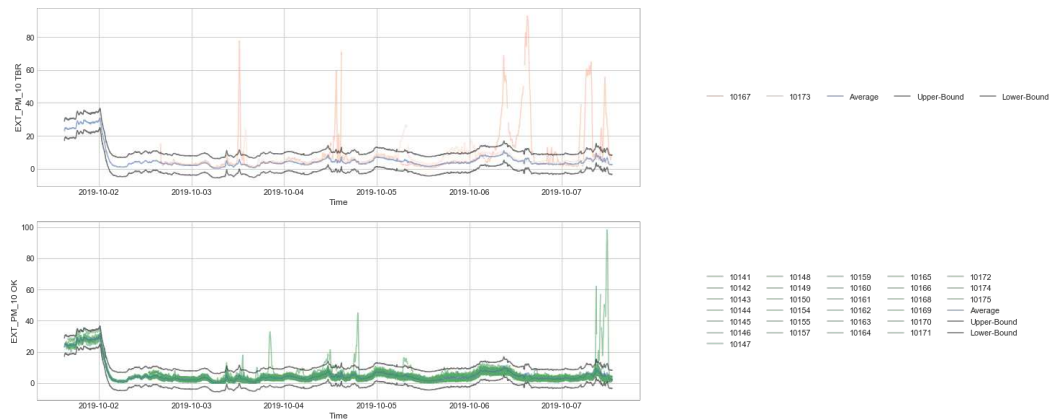 EXT_PM_10 TBR
80
60
40
20
0
2019-10-02 2019-10-03 2019-10-04 2019-10-05 2019-10-06 2019-10-07
Time
10167 10173 Average Upper-Bound Lower-Bound
EXT_PM_10 OK
100
80
60
40
20
0
2019-10-02 2019-10-03 2019-10-04 2019-10-05 2019-10-06 2019-10-07
Time
10141 10148 10159 10165 10172
10142 10149 10160 10166 10174
10143 10150 10161 10168 10175
10144 10154 10162 10169 Average
10145 10155 10163 10170 Upper-Bound
10146 10157 10164 10171 Lower-Bound
10147